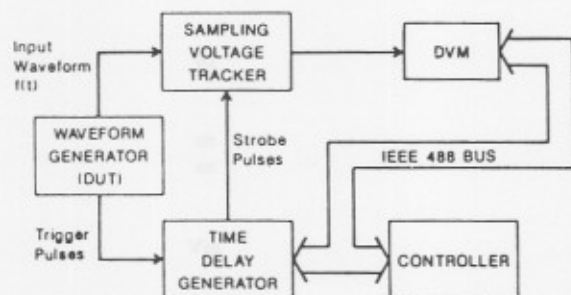 Input
Waveform
f(t)
SAMPLING
VOLTAGE
TRACKER
DVM
WAVEFORM
GENERATOR
(DUT)
Strobe
Pulses
IEEE 488 BUS
Trigger
Pulses
TIME
DELAY
GENERATOR
CONTROLLER